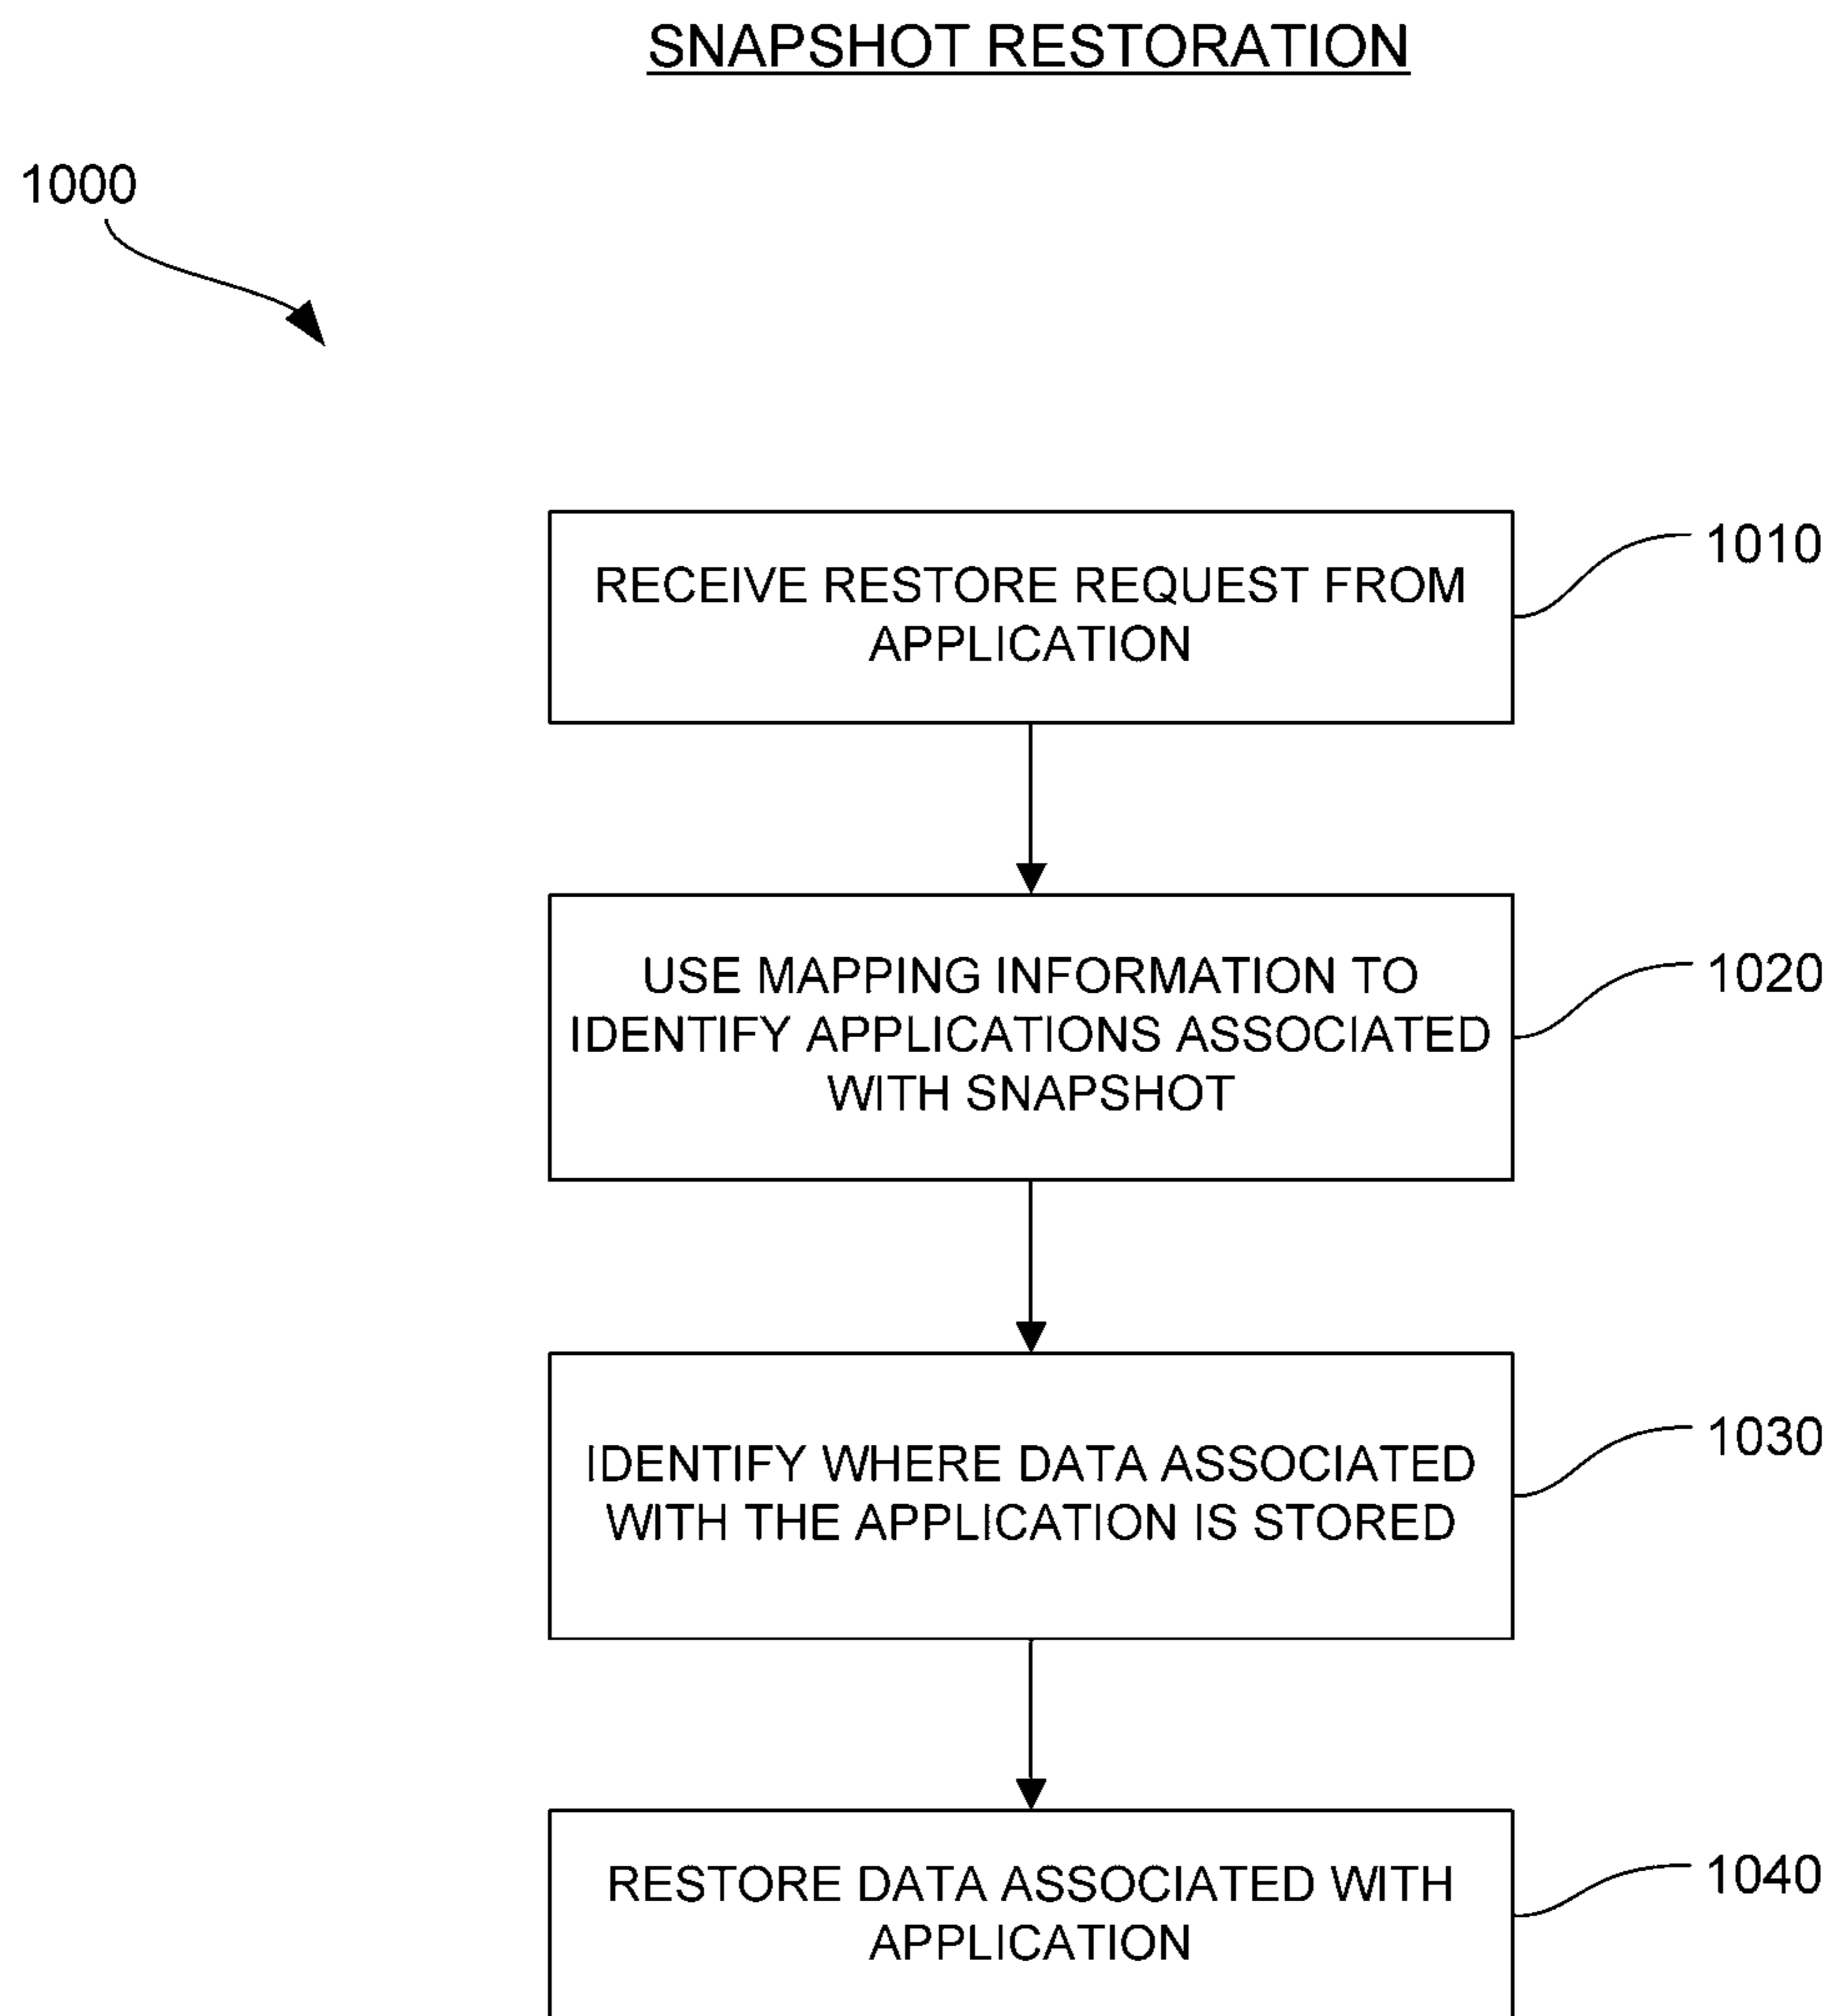 SNAPSHOT RESTORATION
1000
RECEIVE RESTORE REQUEST FROM
APPLICATION
1010
USE MAPPING INFORMATION TO
IDENTIFY APPLICATIONS ASSOCIATED
WITH SNAPSHOT
1020
IDENTIFY WHERE DATA ASSOCIATED
WITH THE APPLICATION IS STORED
1030
RESTORE DATA ASSOCIATED WITH
APPLICATION
1040